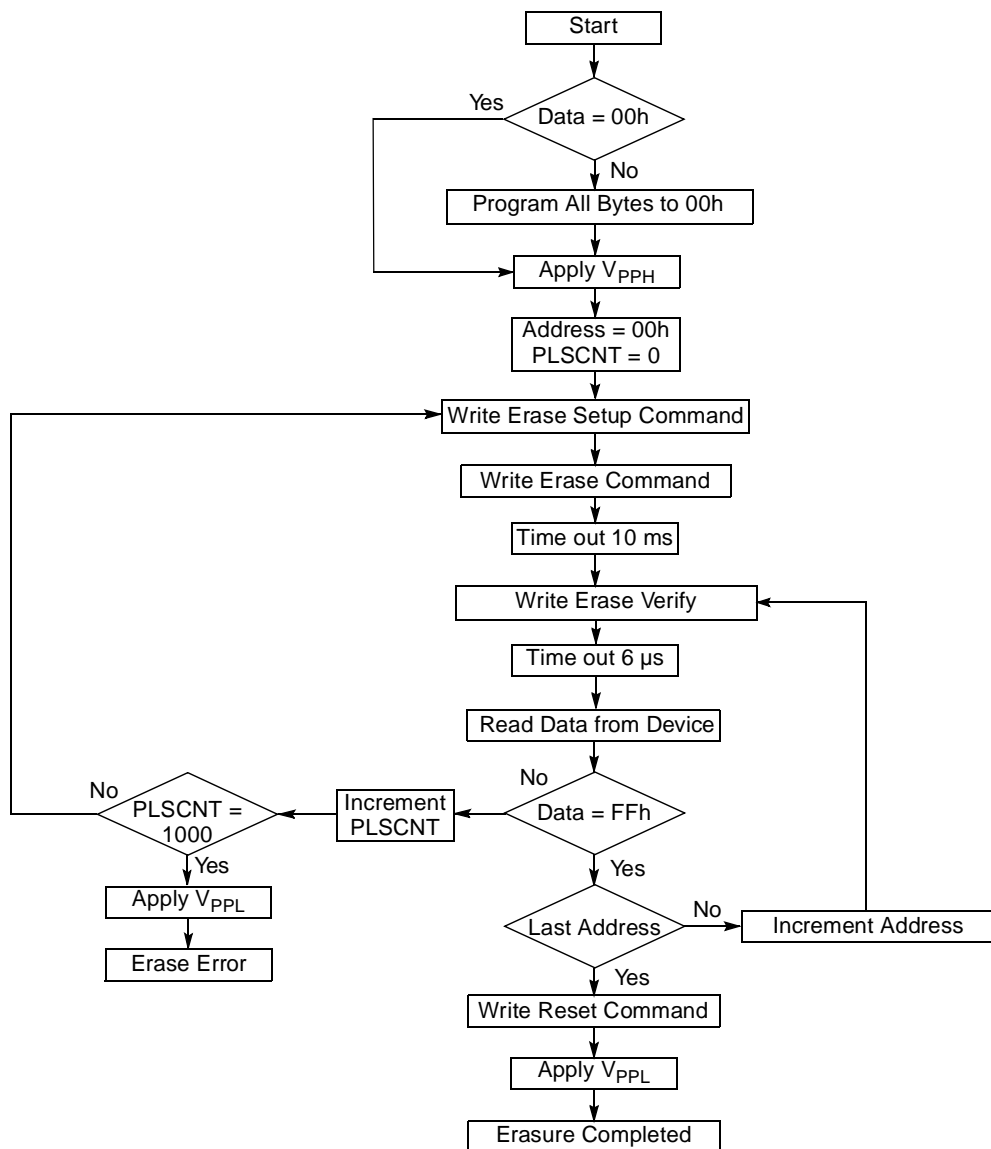 Start
Yes
Data = 00h
No
Program All Bytes to 00h
Apply VPPH
Address = 00h
PLSCNT = 0
Write Erase Setup Command
Write Erase Command
Time out 10 ms
Write Erase Verify
Time out 6 µs
Read Data from Device
No
Data = FFh
Increment
PLSCNT
No
PLSCNT =
1000
Yes
Apply VPPL
Erase Error
Yes
Last Address
No
Increment Address
Yes
Write Reset Command
Apply VPPL
Erasure Completed